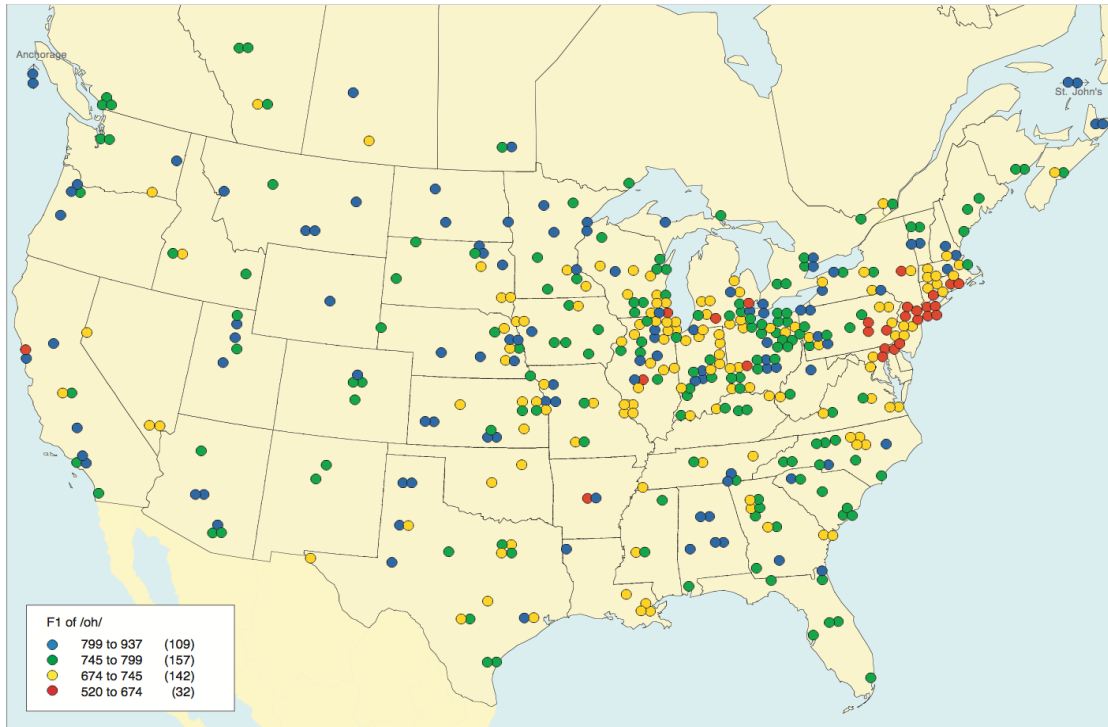 Anchorage
St. John's
F1 of /oh/
799 to 937 (109)
745 to 799 (157)
674 to 745 (142)
520 to 674 (32)